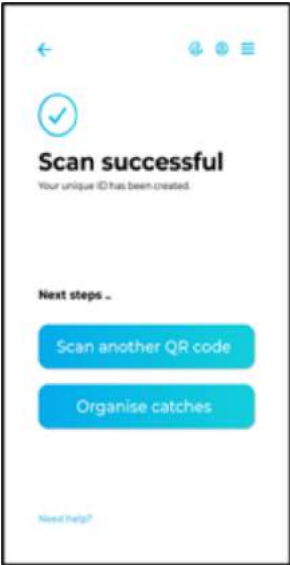 Scan successful
Your unique ID has been created.
Next steps ..
Scan another QR code
Organise catches
Need help?